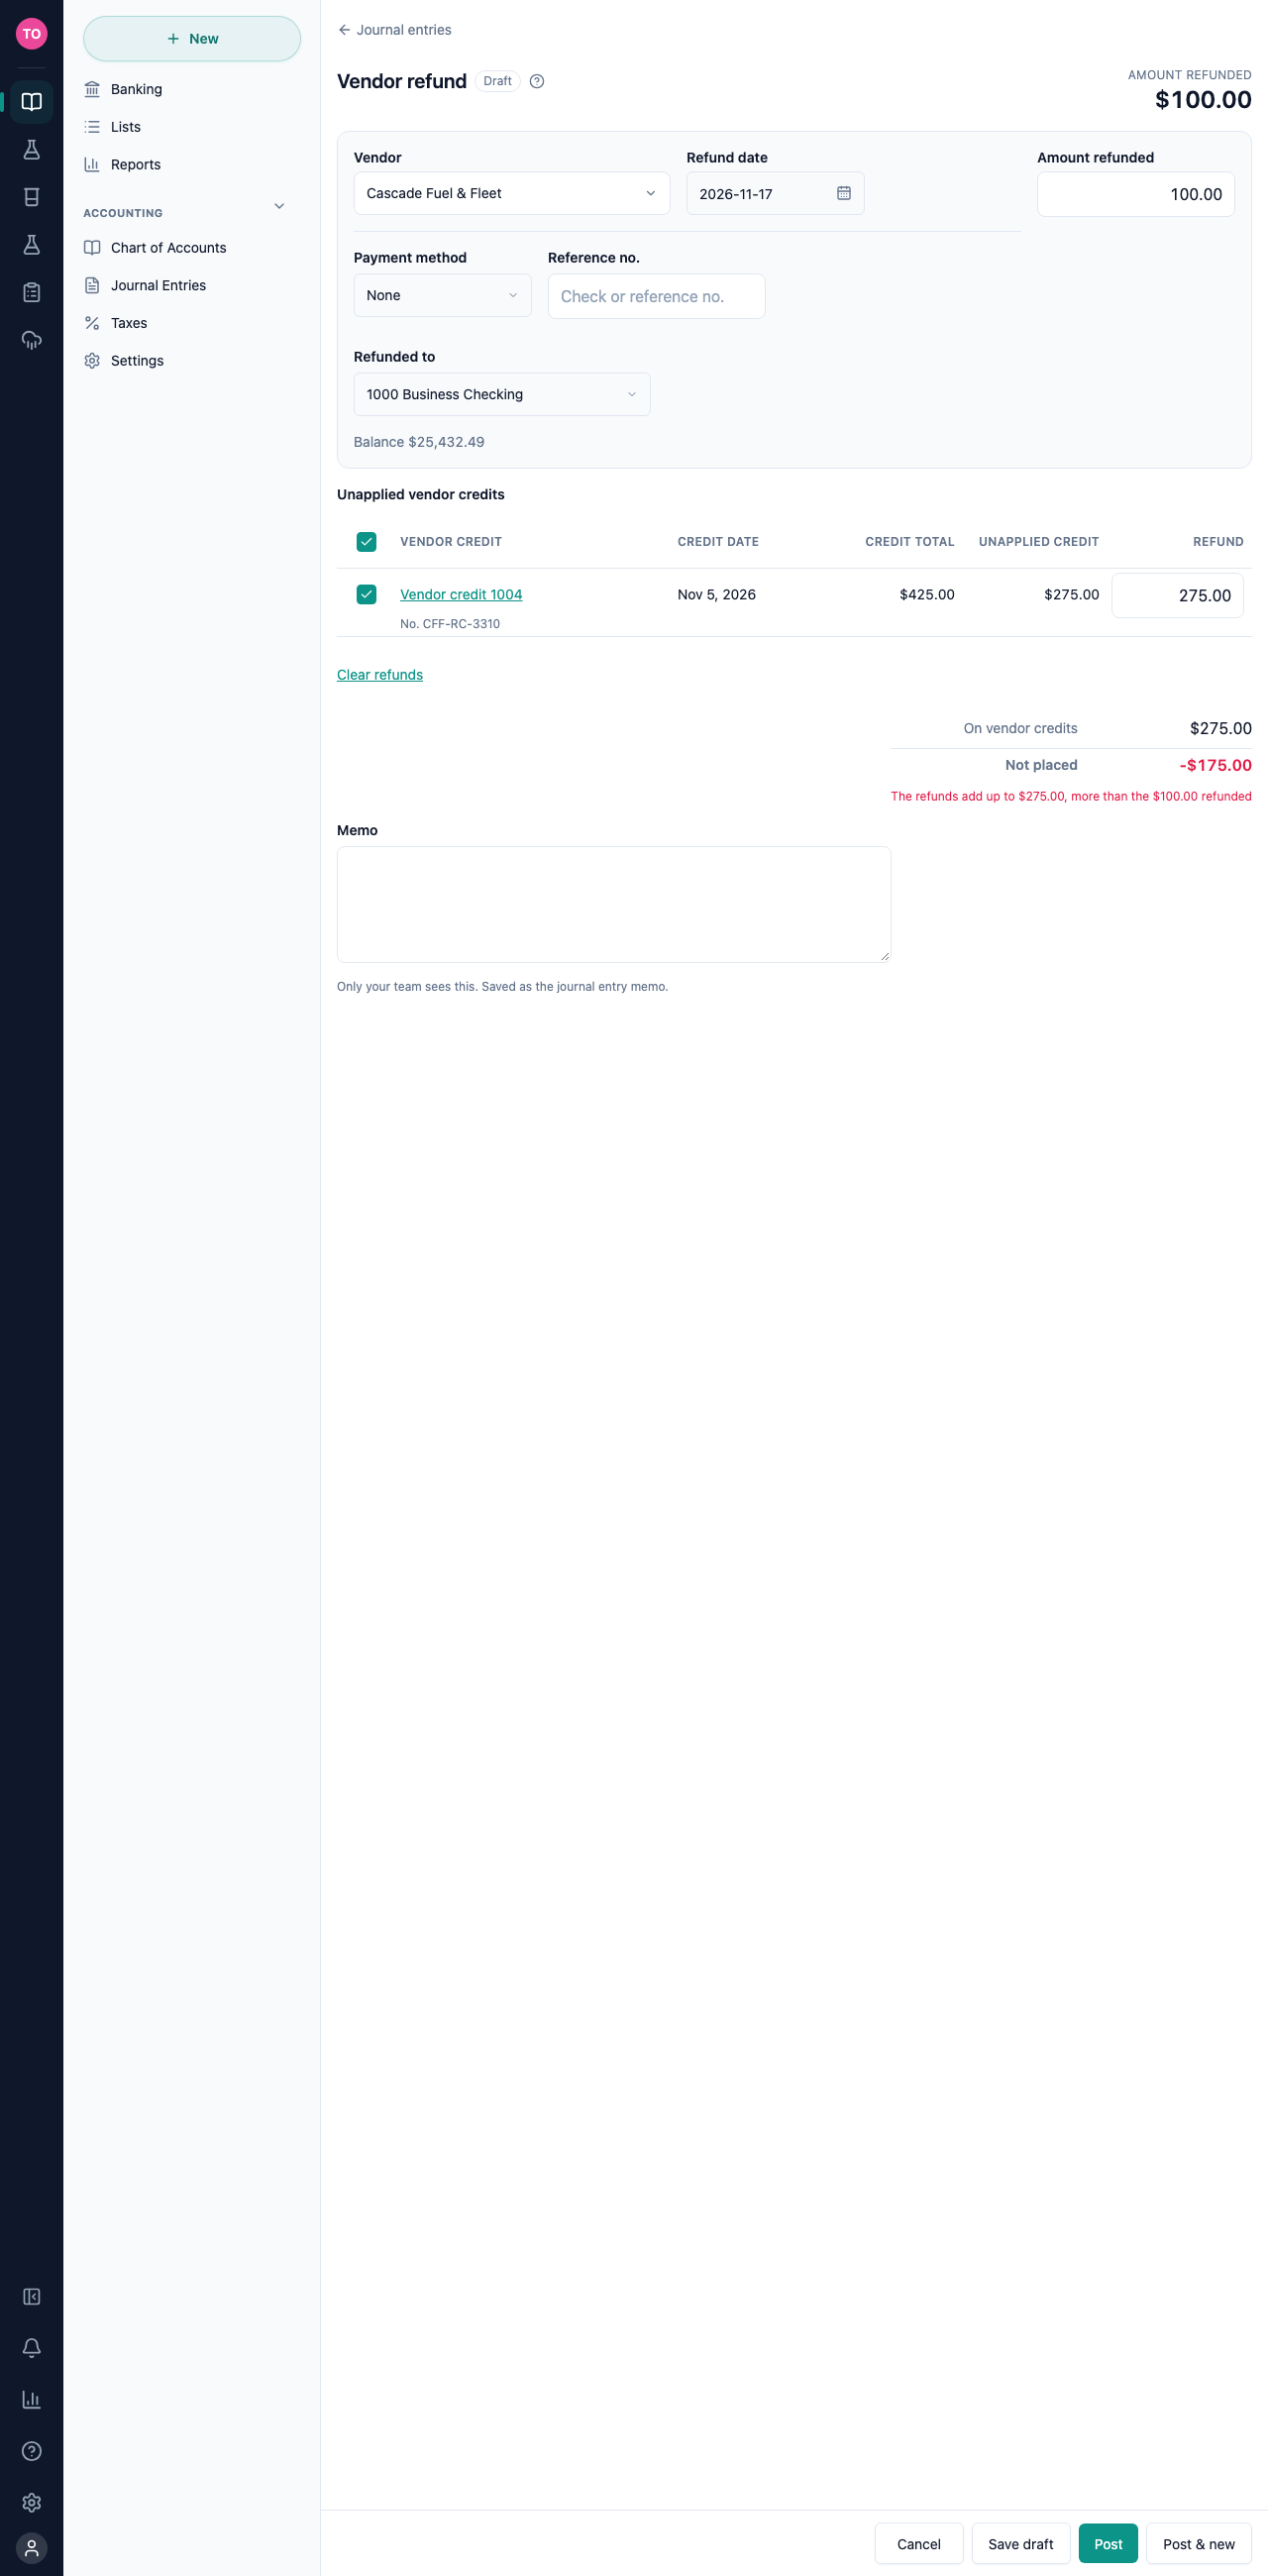 TO
New
Banking
Lists
Reports
ACCOUNTING
Chart of Accounts
Journal Entries
Taxes
Settings
Journal entries
Vendor refund Draft
AMOUNT REFUNDED
$100.00
Vendor Refund date Amount refunded
Cascade Fuel & Fleet 2026-11-17 100.00
Payment method Reference no.
None Check or reference no.
Refunded to
1000 Business Checking
Balance $25,432.49
Unapplied vendor credits
VENDOR CREDIT CREDIT DATE CREDIT TOTAL UNAPPLIED CREDIT REFUND
Vendor credit 1004 Nov 5, 2026 $425.00 $275.00 275.00
No. CFF-RC-3310
Clear refunds
On vendor credits $275.00
Not placed -$175.00
The refunds add up to $275.00, more than the $100.00 refunded
Memo
Only your team sees this. Saved as the journal entry memo.
Cancel Save draft Post Post & new